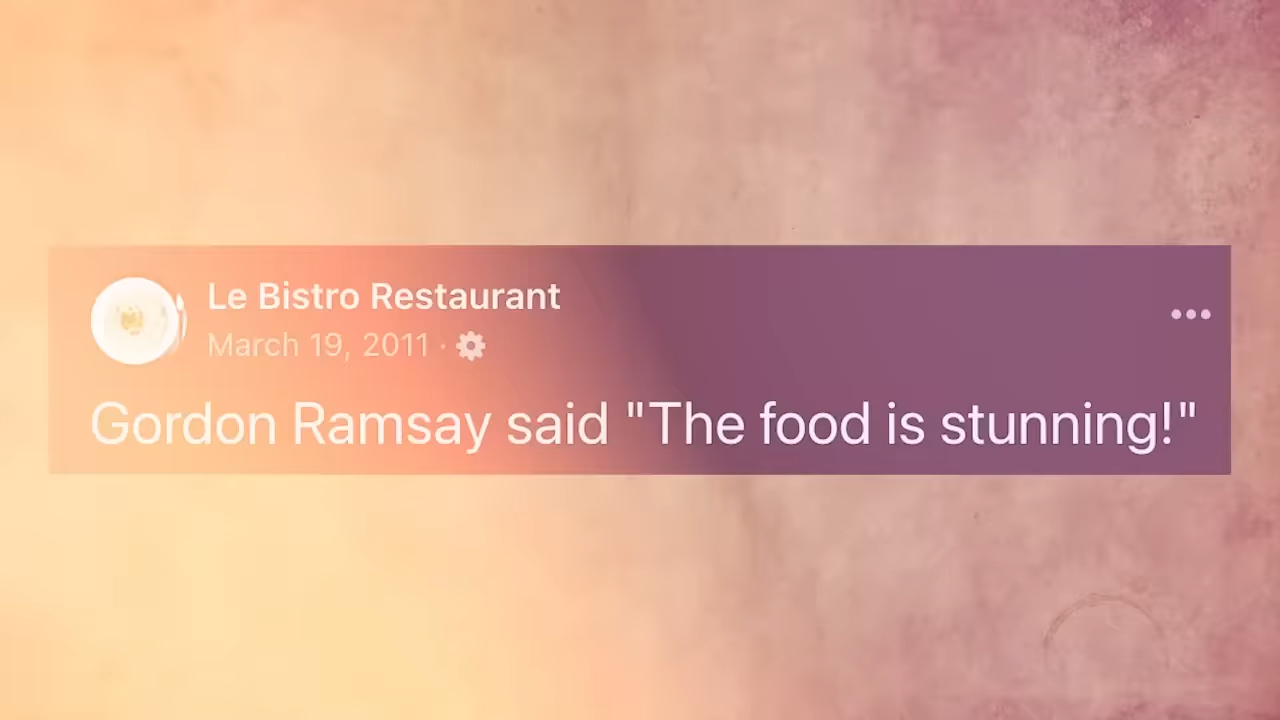 Le Bistro Restaurant
March 19, 2011 ·
Gordon Ramsay said "The food is stunning!"